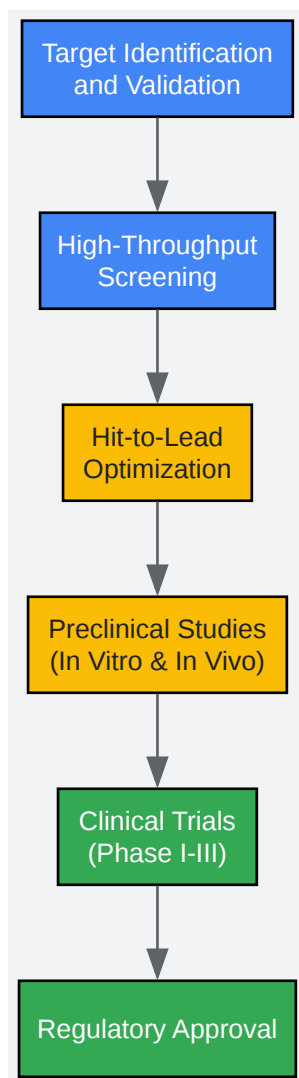 Target Identification
and Validation
High-Throughput
Screening
Hit-to-Lead
Optimization
Preclinical Studies
(In Vitro & In Vivo)
Clinical Trials
(Phase I-III)
Regulatory Approval